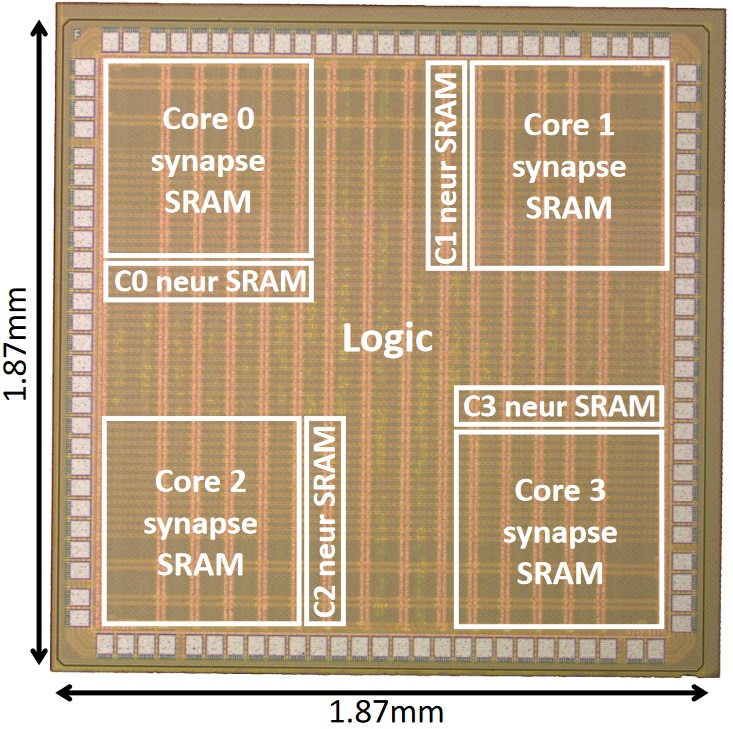 Core 0
synapse
SRAM
C0 neur SRAM
C1 neur SRAM
Core 1
synapse
SRAM
Logic
1.87mm
Core 2
synapse
SRAM
C2 neur SRAM
C3 neur SRAM
Core 3
synapse
SRAM
1.87mm